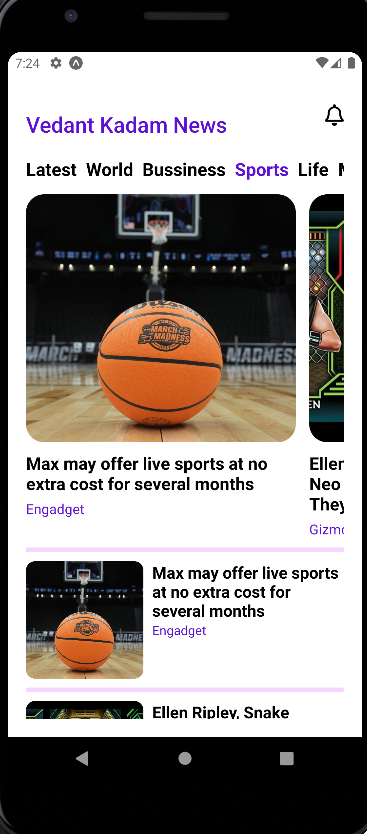 7:24
Vedant Kadam News
Latest World Bussiness Sports Life
MARCH
MADNESS
MARCH MADNESS
Max may offer live sports at no
extra cost for several months
Engadget
EN
Ellen
Neo
They
Gizmo
Max may offer live sports
at no extra cost for
several months
Engadget
Ellen Ripley, Snake